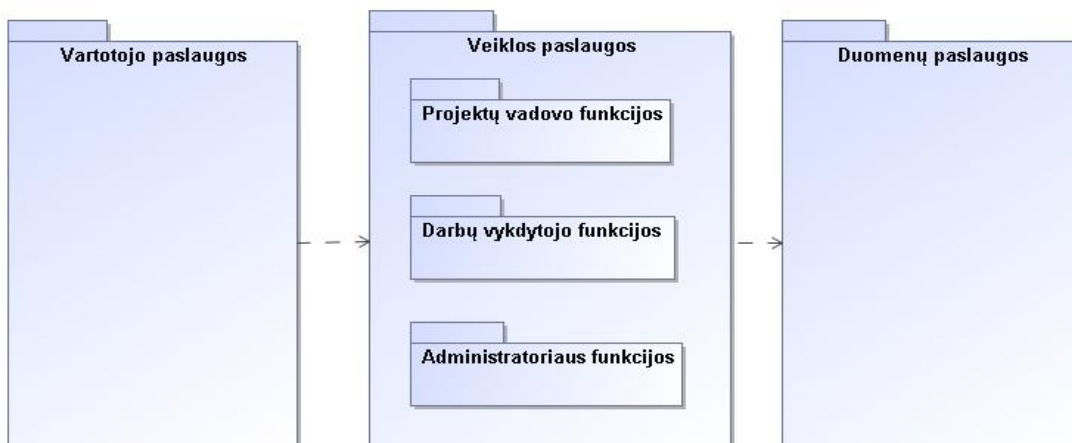 Vartotojo paslaugos
Veiklos paslaugos
Projektų vadovo funkcijos
Darbų vykdytojo funkcijos
Administratoriaus funkcijos
Duomenų paslaugos